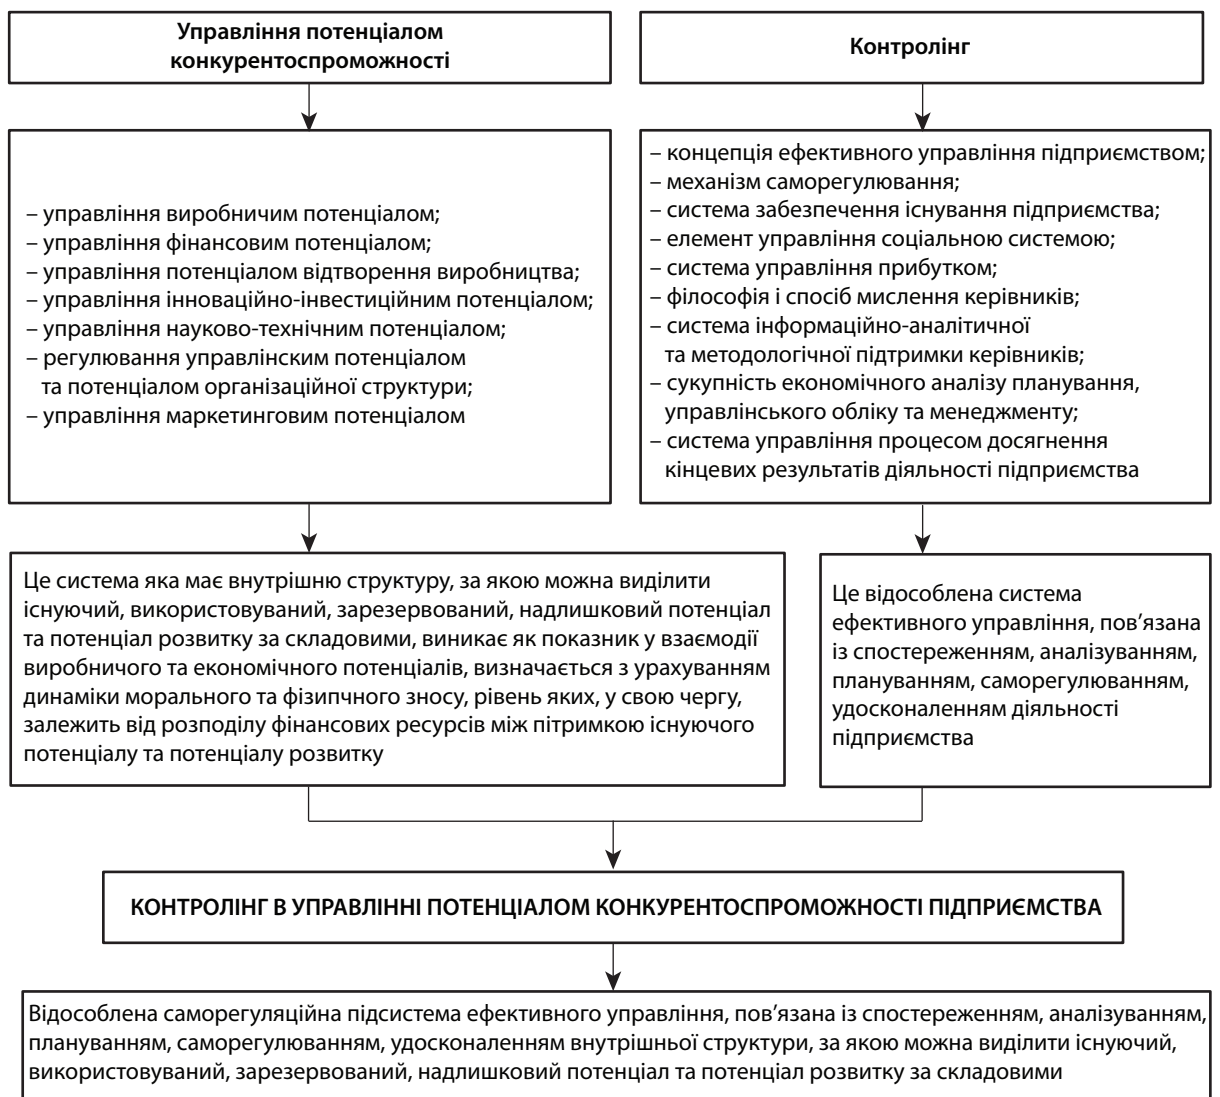 Управління потенціалом
конкурентоспроможності
Контролінг
– управління виробничим потенціалом;
– управління фінансовим потенціалом;
– управління потенціалом відтворення виробництва;
– управління інноваційно-інвестиційним потенціалом;
– управління науково-технічним потенціалом;
– регулювання управлінским потенціалом
та потенціалом організаційної структури;
– управління маркетинговим потенціалом
– концепція ефективного управління підприємством;
– механізм саморегулювання;
– система забезпечення існування підприємства;
– елемент управління соціальною системою;
– система управління прибутком;
– філософія і спосіб мислення керівників;
– система інформаційно-аналітичної
та методологічної підтримки керівників;
– сукупність економічного аналізу планування,
управлінського обліку та менеджменту;
– система управління процесом досягнення
кінцевих результатів діяльності підприємства
Це система яка має внутрішню структуру, за якою можна виділити
існуючий, використовуваний, зарезервований, надлишковий потенціал
та потенціал розвитку за складовими, виникає як показник у взаємодії
виробничого та економічного потенціалів, визначається з урахуванням
динаміки морального та фізипчного зносу, рівень яких, у свою чергу,
залежить від розподілу фінансових ресурсів між пітримкою існуючого
потенціалу та потенціалу розвитку
Це відособлена система
ефективного управління, пов’язана
із спостереженням, аналізуванням,
плануванням, саморегулюванням,
удосконаленням діяльності
підприємства
КОНТРОЛІНГ В УПРАВЛІННІ ПОТЕНЦІАЛОМ КОНКУРЕНТОСПРОМОЖНОСТІ ПІДПРИЄМСТВА
Відособлена саморегуляційна підсистема ефективного управління, пов’язана із спостереженням, аналізуванням,
плануванням, саморегулюванням, удосконаленням внутрішньої структури, за якою можна виділити існуючий,
використовуваний, зарезервований, надлишковий потенціал та потенціал розвитку за складовими